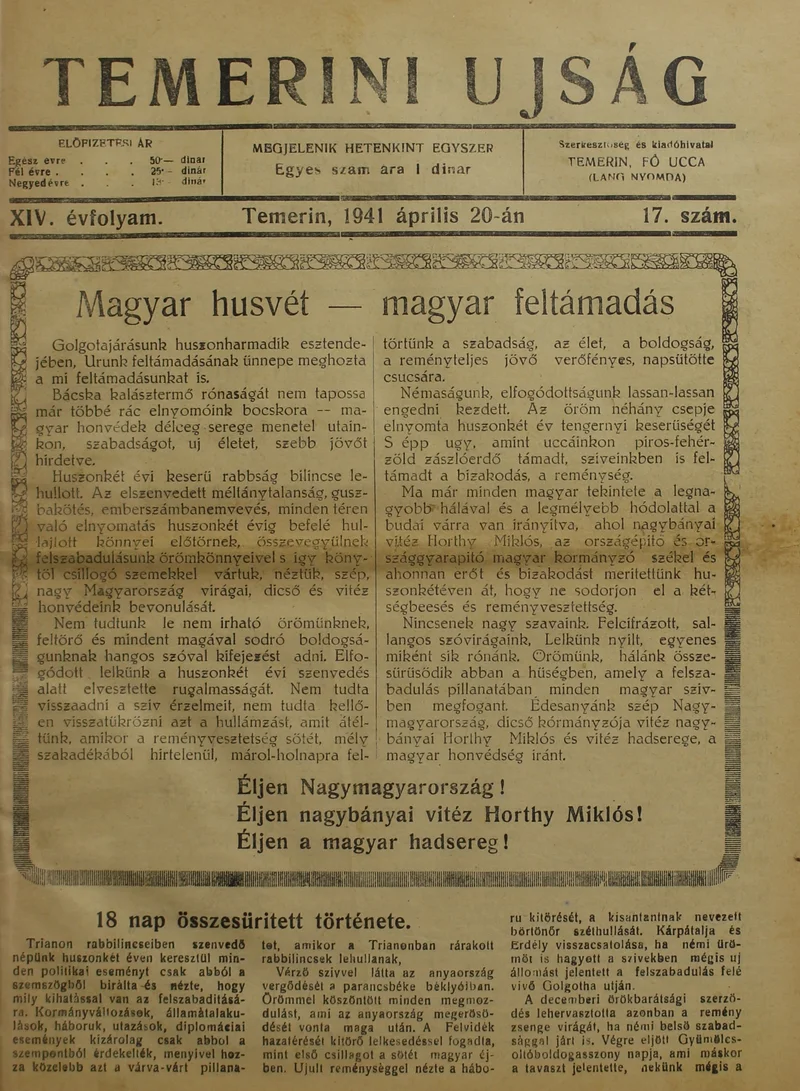 TEMERINI UJSÁG
ELŐFIZETÉSI ÁR
Egész évre . . . 50·— dinar
Fél évre . . . . 25·— dinár
Negyedévre . . . 13·— dinár
MEGJELENIK HETENKINT EGYSZER
Egyes szám ára 1 dinar
Szerkesztőség és kiadóhivatal
TEMERIN, FŐ UCCA
(LANG NYOMDA)
XIV. évfolyam.
Temerin, 1941 április 20-án
17. szám.
Magyar husvét — magyar feltámadás
Golgotajárásunk huszonharmadik esztende-
jében, Urunk feltámadásának ünnepe meghozta
a mi feltámadásunkat is.
Bácska kalásztermő rónaságát nem tapossa
már többé rác elnyomóink bocskora — ma-
gyar honvédek délceg serege menetel utain-
kon, szabadságot, uj életet, szebb jövőt
hirdetve.
Huszonkét évi keserü rabbság bilincse le-
hullott. Az elszenvedett méllánytalanság, gusz-
bakötés, emberszámbanemvevés, minden téren
való elnyomatás huszonkét évig befelé hul-
lajlott könnyei előtörnek, összevegyülnek
felszabadulásunk örömkönnyeivel s igy köny-
től csillogó szemekkel vártuk, néztük, szép,
nagy Magyarország virágai, dicső és vitéz
honvédeink bevonulását.
Nem tudtunk le nem irható örömünknek,
feltörő és mindent magával sodró boldogsá-
gunknak hangos szóval kifejezést adni. Elfo-
gódott lelkünk a huszonkét évi szenvedés
alatt elvesztette rugalmasságát. Nem tudta
visszaadni a sziv érzelmeit, nem tudta kellő-
en visszatükrözni azt a hullámzást, amit átél-
tünk, amikor a reményvesztetség sötét, mély
szakadékából hirtelenül, márol-holnapra fel-
törtünk a szabadság, az élet, a boldogság,
a reményteljes jövő verőfényes, napsütötte
csucsára.
Némaságunk, elfogódottságunk lassan-lassan
engedni kezdett. Az öröm néhány csepje
elnyomta huszonkét év tengernyi keserüségét
S épp ugy, amint uccáinkon piros-fehér-
zöld zászlóerdő támadt, sziveinkben is fel-
támadt a bizakodás, a reménység.
Ma már minden magyar tekintete a legna-
gyobb hálával és a legmélyebb hódolattal a
budai várra van irányitva, ahol nagybányai
vitéz Horthy Miklós, az országépitő és or-
szággyarapitó magyar kormányzó székel és
ahonnan erőt és bizakodást meritettünk hu-
szonkétéven át, hogy ne sodorjon el a két-
ségbeesés és reményvesztettség.
Nincsenek nagy szavaink. Felcifrázott, sal-
langos szóvirágaink, Lelkünk nyilt, egyenes
miként sik rónánk. Örömünk, hálánk össze-
sürüsödik abban a hüségben, amely a felsza-
badulás pillanatában minden magyar sziv-
ben megfogant. Édesanyánk szép Nagy-
magyarország, dicső kórmányzója vitéz nagy-
bányai Horthy Miklós és vitéz hadserege, a
magyar honvédség iránt.
Éljen Nagymagyarország!
Éljen nagybányai vitéz Horthy Miklós!
Éljen a magyar hadsereg!
18 nap összesüritett története.
Trianon rabbilincseiben szenvedő
népünk huszonkét éven keresztül min-
den politikai eseményt csak abból a
szemszögből birálta és nézte, hogy
mily kihatással van az felszabaditásá-
ra. Kormányváltozások, államátalaku-
lások, háboruk, utazások, diplomáciai
események kizárolag csak abbol a
szempontból érdekelték, menyivel hoz-
za közelebb azt a várva-várt pillana-
tot, amikor a Trianonban rárakott
rabbilincsek lehullanak,
Vérző szivvel látta az anyaország
vergődését a parancsbéke béklyóiban.
Örömmel köszöntölt minden megmoz-
dulást, ami az anyaország megerősö-
dését vonta maga után. A Felvidék
hazatérését kitörő lelkesedéssel fogadta,
mint első csillagot a sötét magyar éj-
ben. Ujult reménységgel nézte a hábo-
ru kitörését, a kisantantnak nevezett
börtönőr széthullását. Kárpátalja és
Erdély visszacsatolása, ha némi ürö-
möt is hagyott a szivekben mégis uj
állomást jelentett a felszabadulás felé
vivő Golgotha utján.
A decemberi örökbarátsági szerző-
dés lehervasztotta azonban a remény
zsenge virágát, ha némi belső szabad-
sággal járt is. Végre eljött Gyümölcs-
oltóboldogasszony napja, ami máskor
a tavaszt jelentette, nekünk mégis a